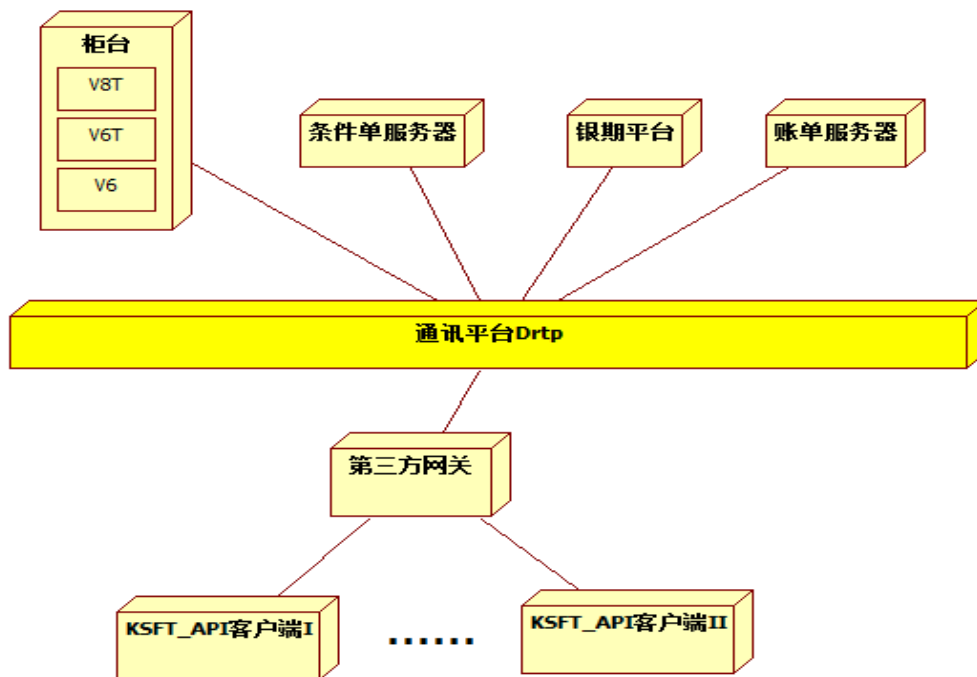 柜台
V8T
V6T
V6
条件单服务器
银期平台
账单服务器
通讯平台Drtp
第三方网关
KSFT_API客户端I
......
KSFT_API客户端II